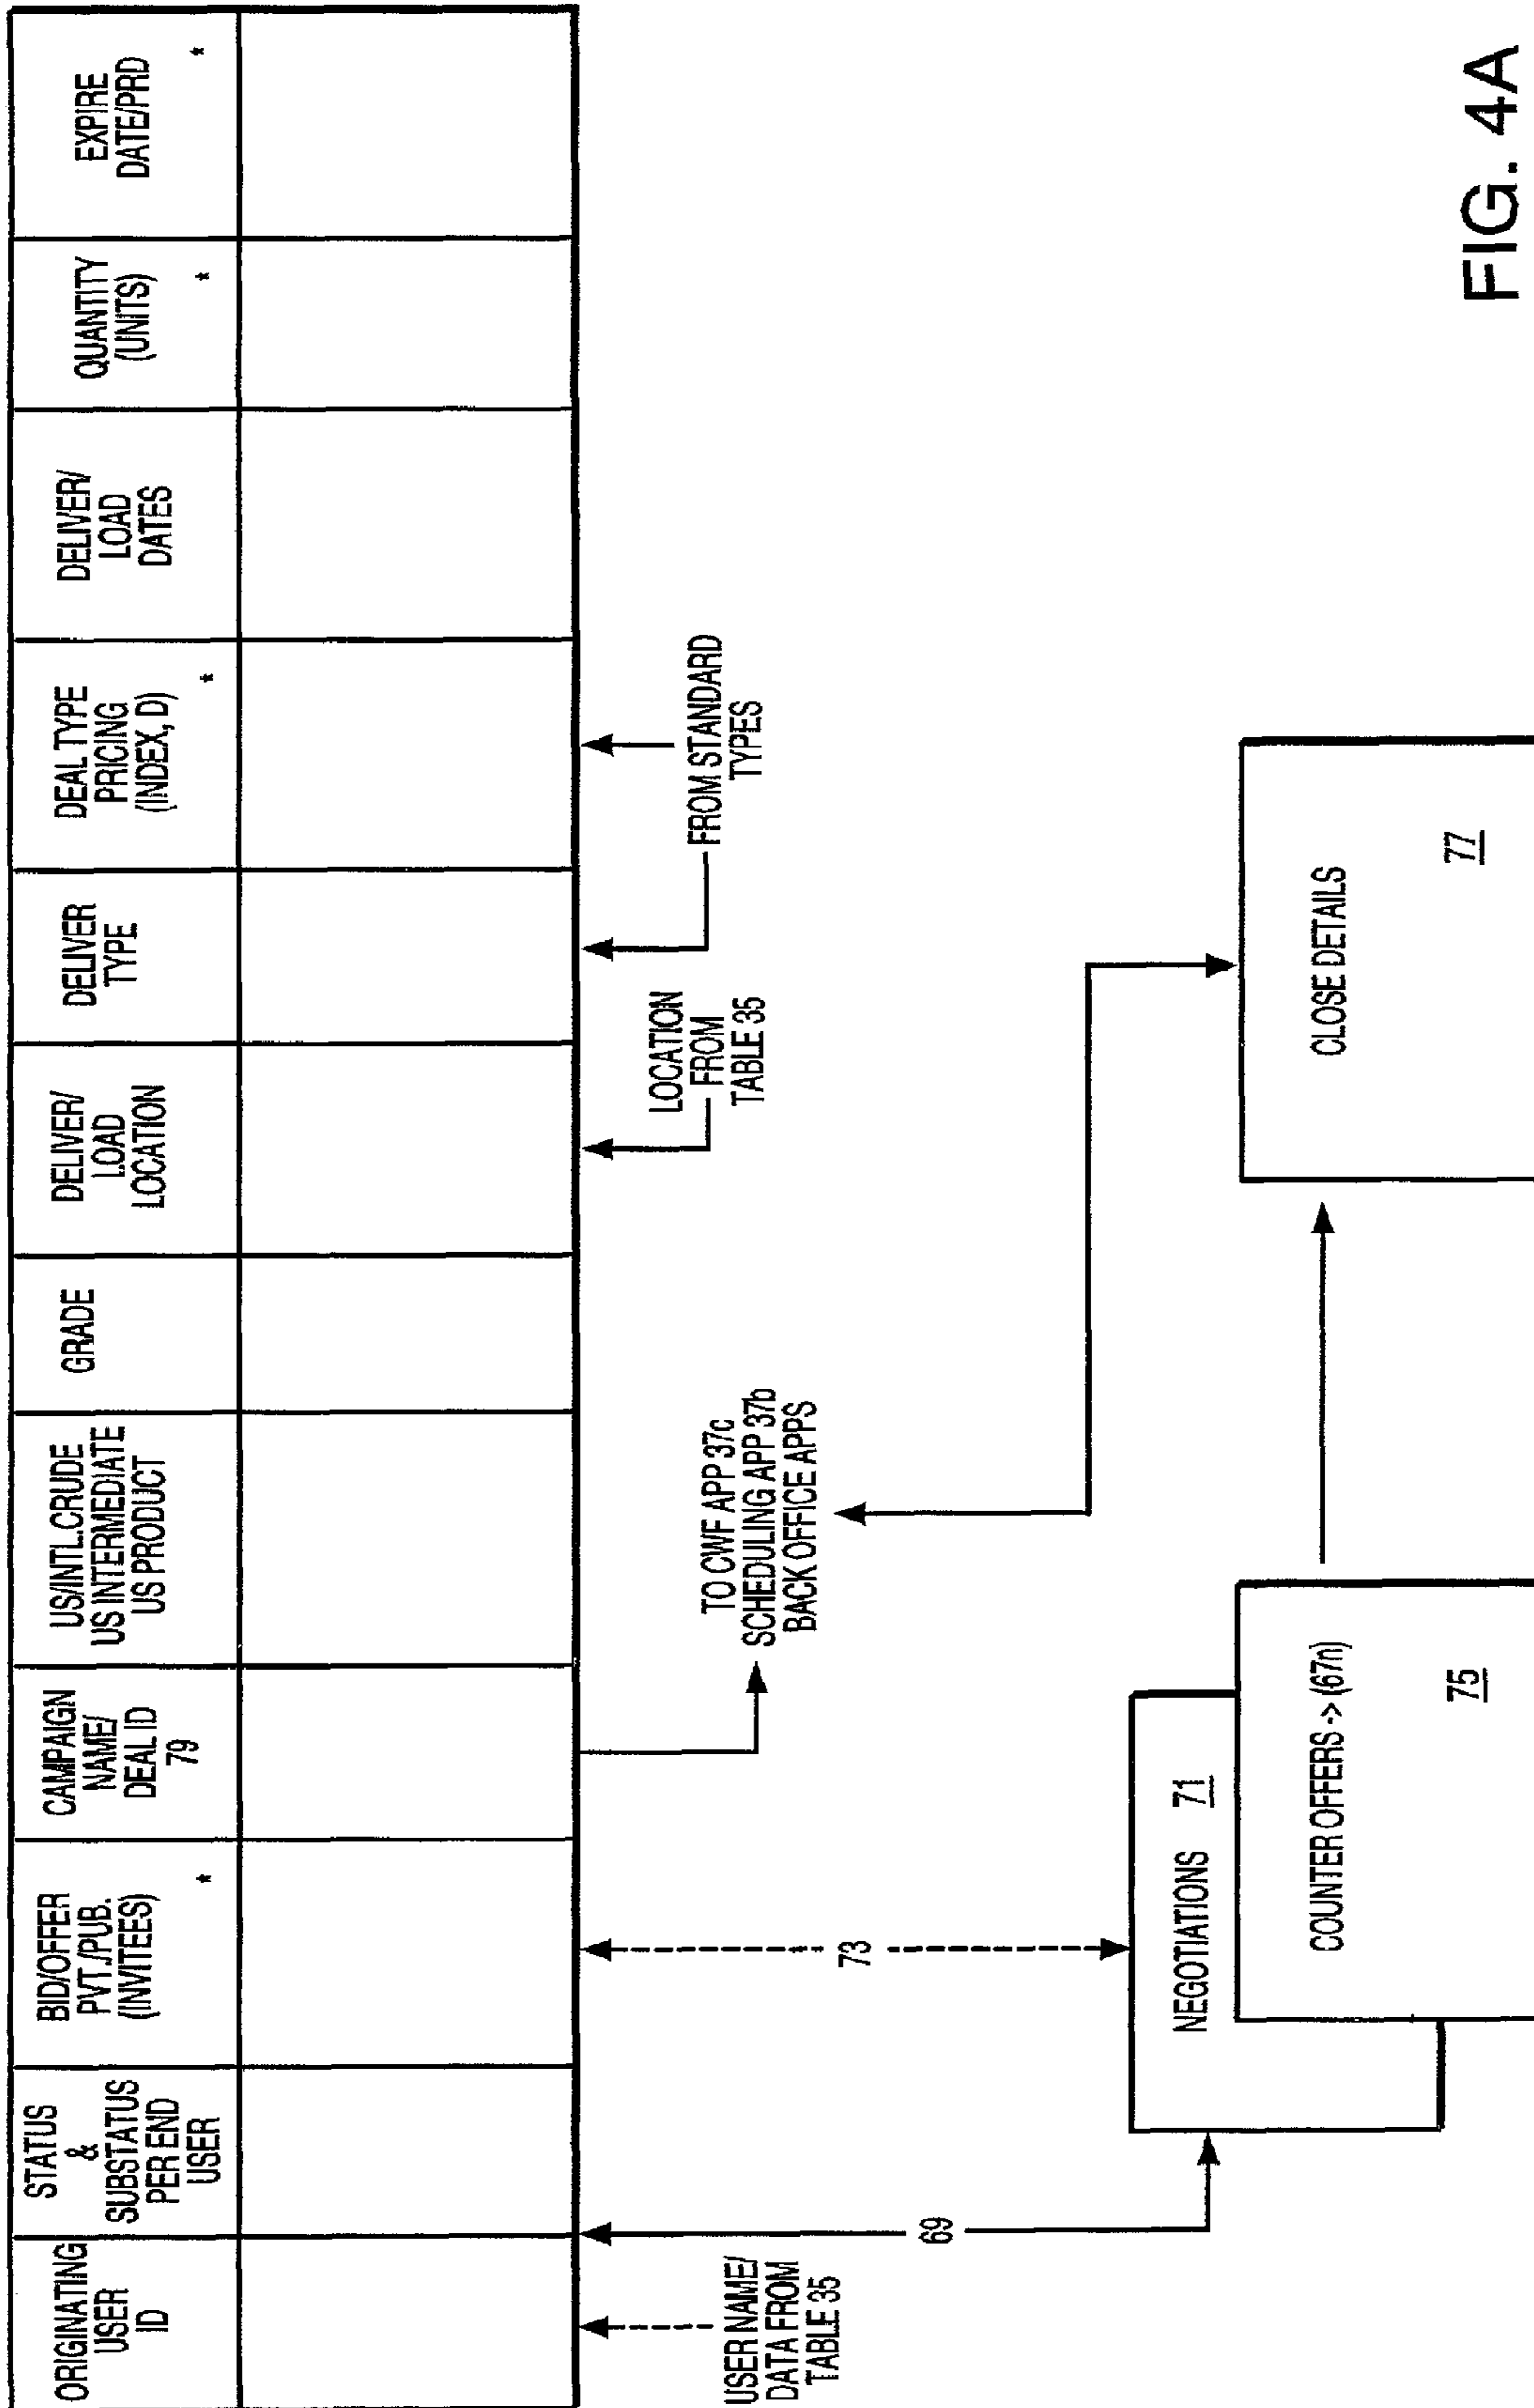 ORIGINATING
USER
ID
STATUS
&
SUBSTATUS
PER END
USER
BID/OFFER
PVT./PUB.
(INVITEES)
*
CAMPAIGN
NAME/
DEAL ID
79
US/INTL.CRUDE
US INTERMEDIATE
US PRODUCT
GRADE
DELIVER/
LOAD
LOCATION
DELIVER
TYPE
DEAL TYPE
PRICING
(INDEX, D)
*
DELIVER/
LOAD
DATES
QUANTITY
(UNITS)
*
EXPIRE
DATE/PRD
*
USER NAME/
DATA FROM
TABLE 35
69
73
TO CWF APP 37c
SCHEDULING APP 37b
BACK OFFICE APPS
LOCATION
FROM
TABLE 35
FROM STANDARD
TYPES
NEGOTIATIONS 71
COUNTER OFFERS -> (67n)
75
CLOSE DETAILS
77
FIG. 4A